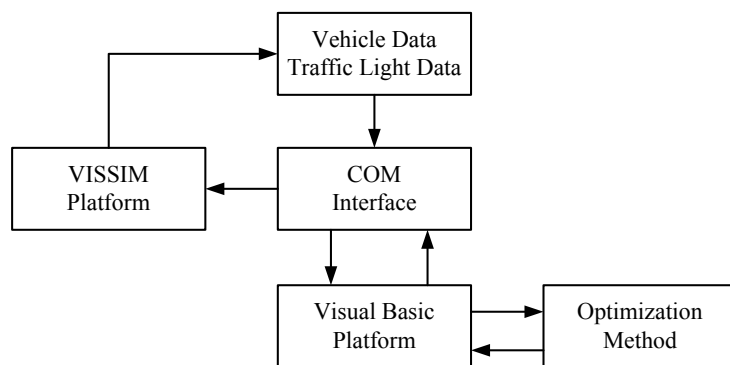 Vehicle Data
Traffic Light Data
VISSIM
Platform
COM
Interface
Visual Basic
Platform
Optimization
Method